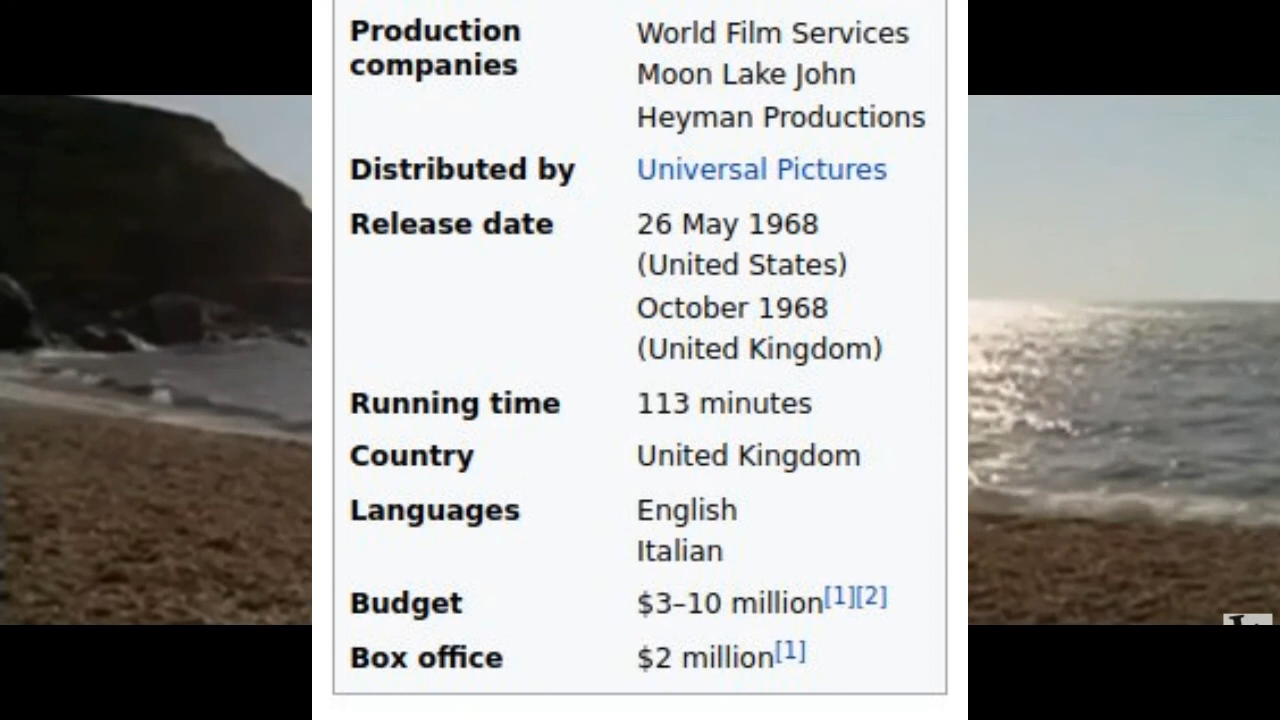 Production companies
World Film Services
Moon Lake John
Heyman Productions
Distributed by Universal Pictures
Release date 26 May 1968
(United States)
October 1968
(United Kingdom)
Running time 113 minutes
Country United Kingdom
Languages English
Italian
Budget $3–10 million[1][2]
Box office $2 million[1]